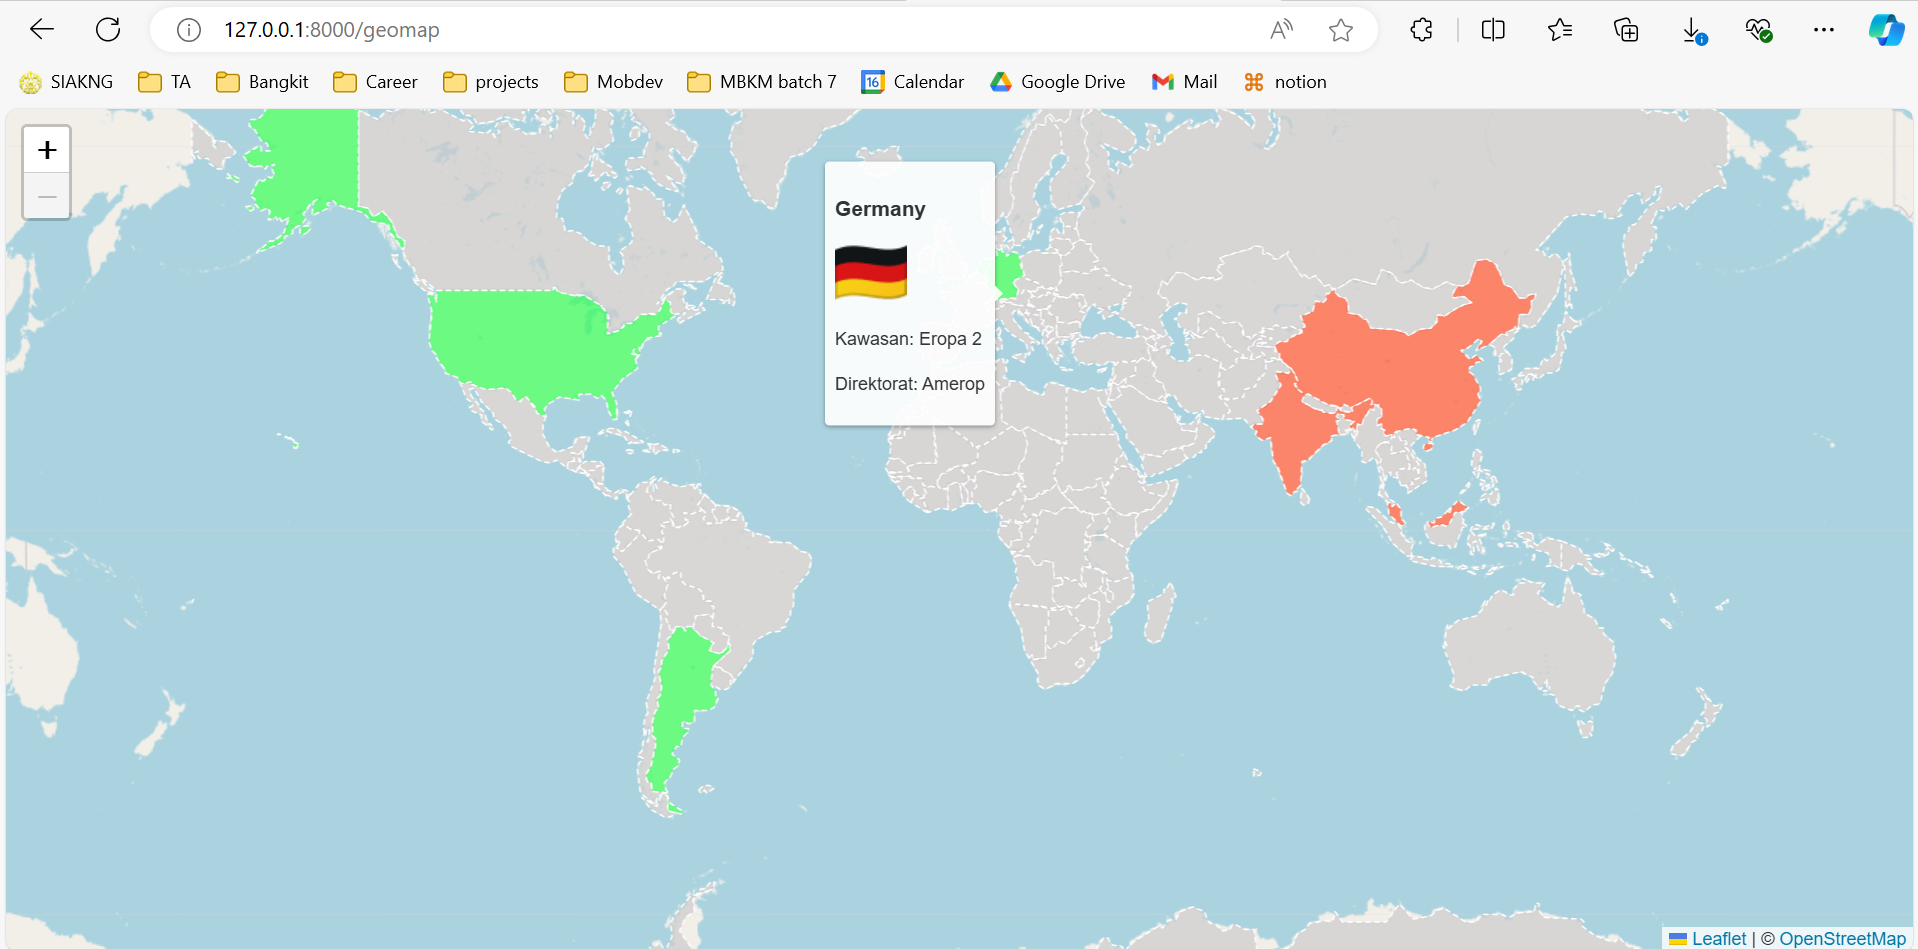 127.0.0.1:8000/geomap
SIAKNG TA Bangkit Career projects Mobdev MBKM batch 7 16 Calendar Google Drive Mail notion
+
−
Germany
Kawasan: Eropa 2
Direktorat: Amerop
Leaflet | © OpenStreetMap